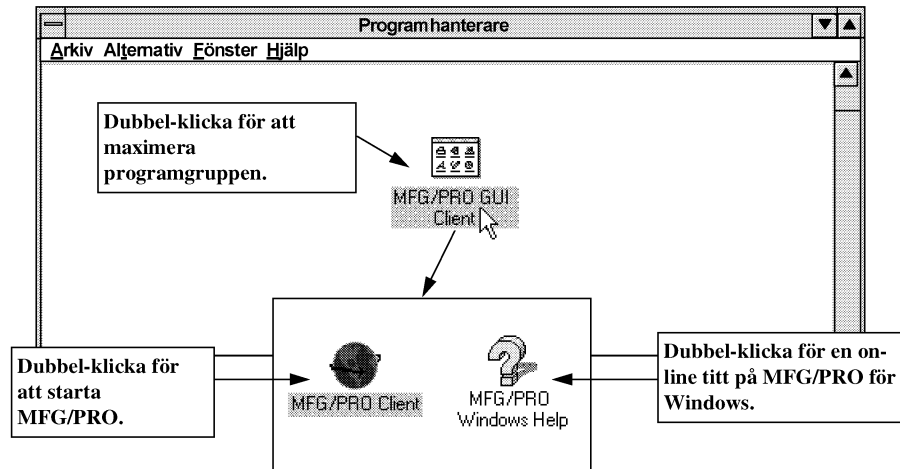 Programhanterare
Arkiv Alternativ Fönster Hjälp
Dubbel-klicka för att
maximera
programgruppen.
MFG/PRO GUI
Client
Dubbel-klicka för
att starta
MFG/PRO.
MFG/PRO Client
MFG/PRO
Windows Help
Dubbel-klicka för en on-
line titt på MFG/PRO för
Windows.